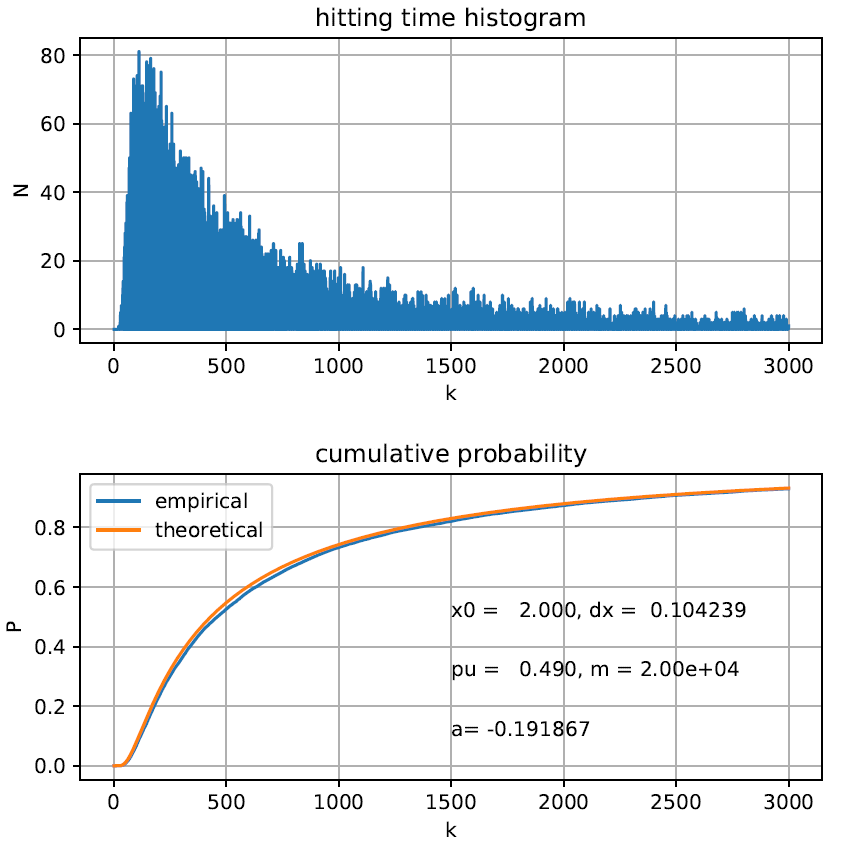 hitting time histogram
80
60
40
20
0
N
0 500 1000 1500 2000 2500 3000
k
cumulative probability
empirical
theoretical
0.8
0.6
0.4
0.2
0.0
P
x0 =   2.000, dx =  0.104239
pu =   0.490, m = 2.00e+04
a= -0.191867
0 500 1000 1500 2000 2500 3000
k